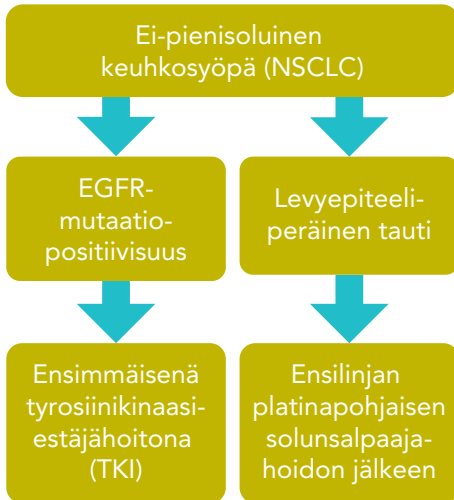 Ei-pienisoluinen
keuhkosyöpä (NSCLC)
EGFR-
mutaatio-
positiivisuus
Levyepiteeli-
peräinen tauti
Ensimmäisenä
tyrosiinikinaasi-
estäjähoitona
(TKI)
Ensilinjan
platinapohjaisen
solunsalpaaja-
hoidon jälkeen